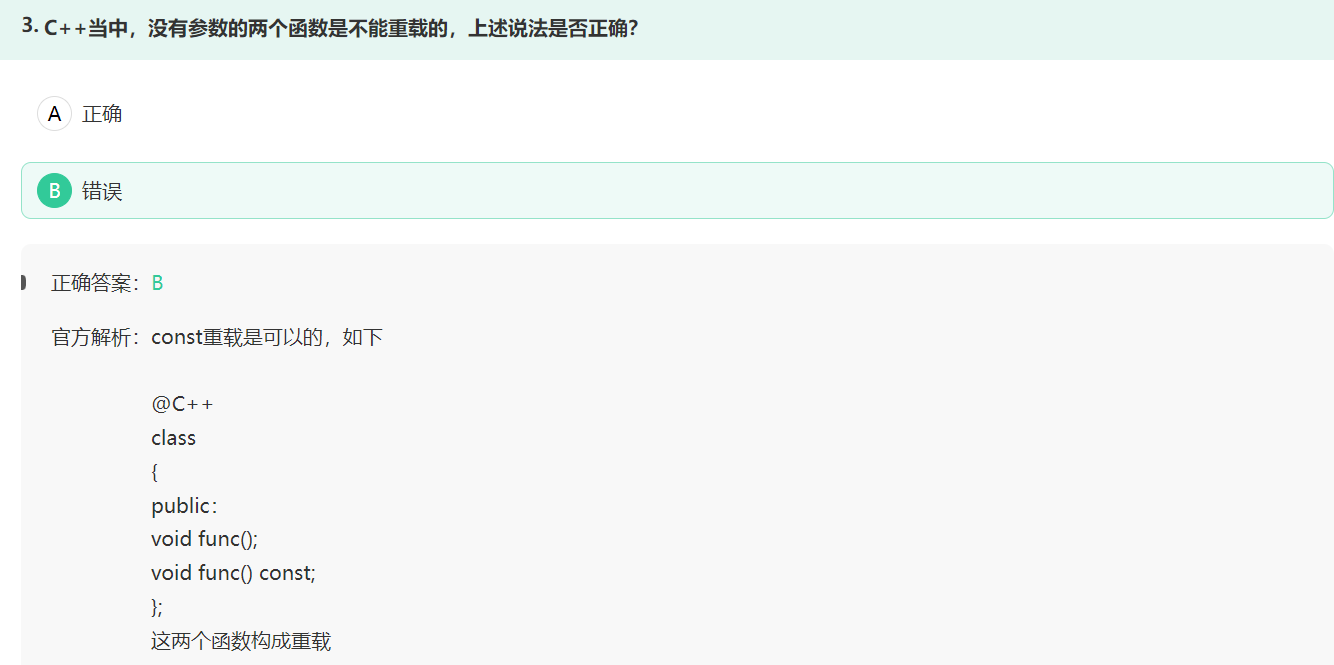 3. C++当中，没有参数的两个函数是不能重载的，上述说法是否正确？
A 正确
B 错误
正确答案：B
官方解析：const重载是可以的，如下
@C++
class
{
public：
void func();
void func() const;
};
这两个函数构成重载